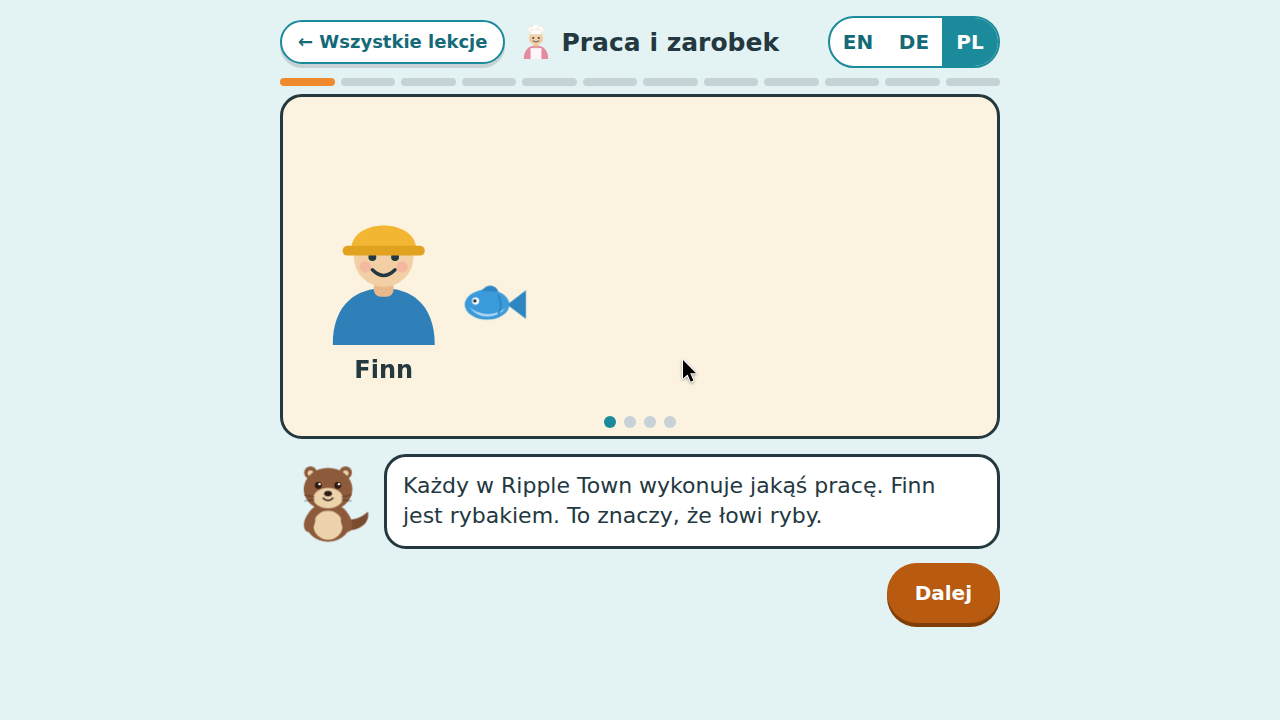 ← Wszystkie lekcje
Praca i zarobek
EN DE PL
Finn
Każdy w Ripple Town wykonuje jakąś pracę. Finn
jest rybakiem. To znaczy, że łowi ryby.
Dalej